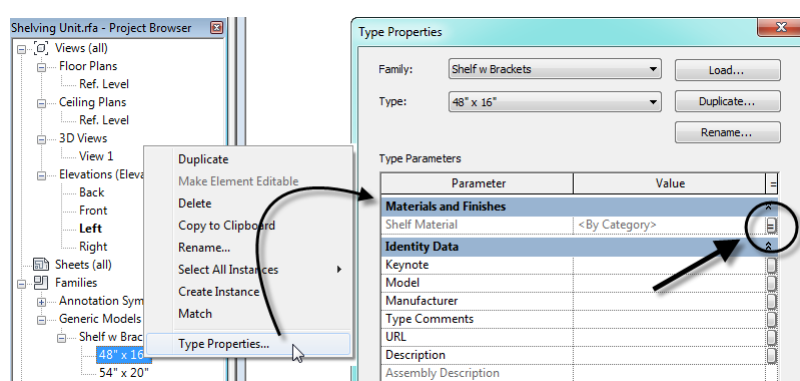 Shelving Unit.rfa - Project Browser
Views (all)
Floor Plans
Ref. Level
Ceiling Plans
Ref. Level
3D Views
View 1
Elevations (Eleva
Back
Front
Left
Right
Sheets (all)
Families
Annotation Sym
Generic Models
Shelf w Brac
48" x 16"
54" x 20"
Duplicate
Make Element Editable
Delete
Copy to Clipboard
Rename...
Select All Instances
Create Instance
Match
Type Properties...
Type Properties
Family: Shelf w Brackets Load...
Type: 48" x 16" Duplicate...
Rename...
Type Parameters
Parameter Value =
Materials and Finishes
Shelf Material <By Category> =
Identity Data
Keynote
Model
Manufacturer
Type Comments
URL
Description
Assembly Description